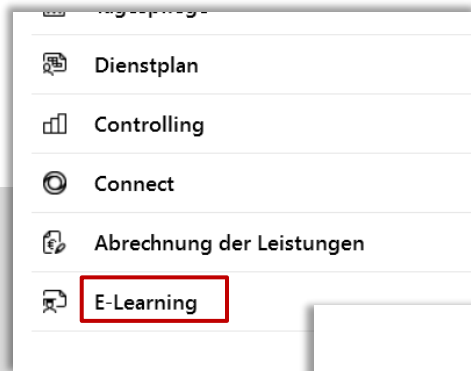 Dienstplan
Controlling
Connect
Abrechnung der Leistungen
E-Learning